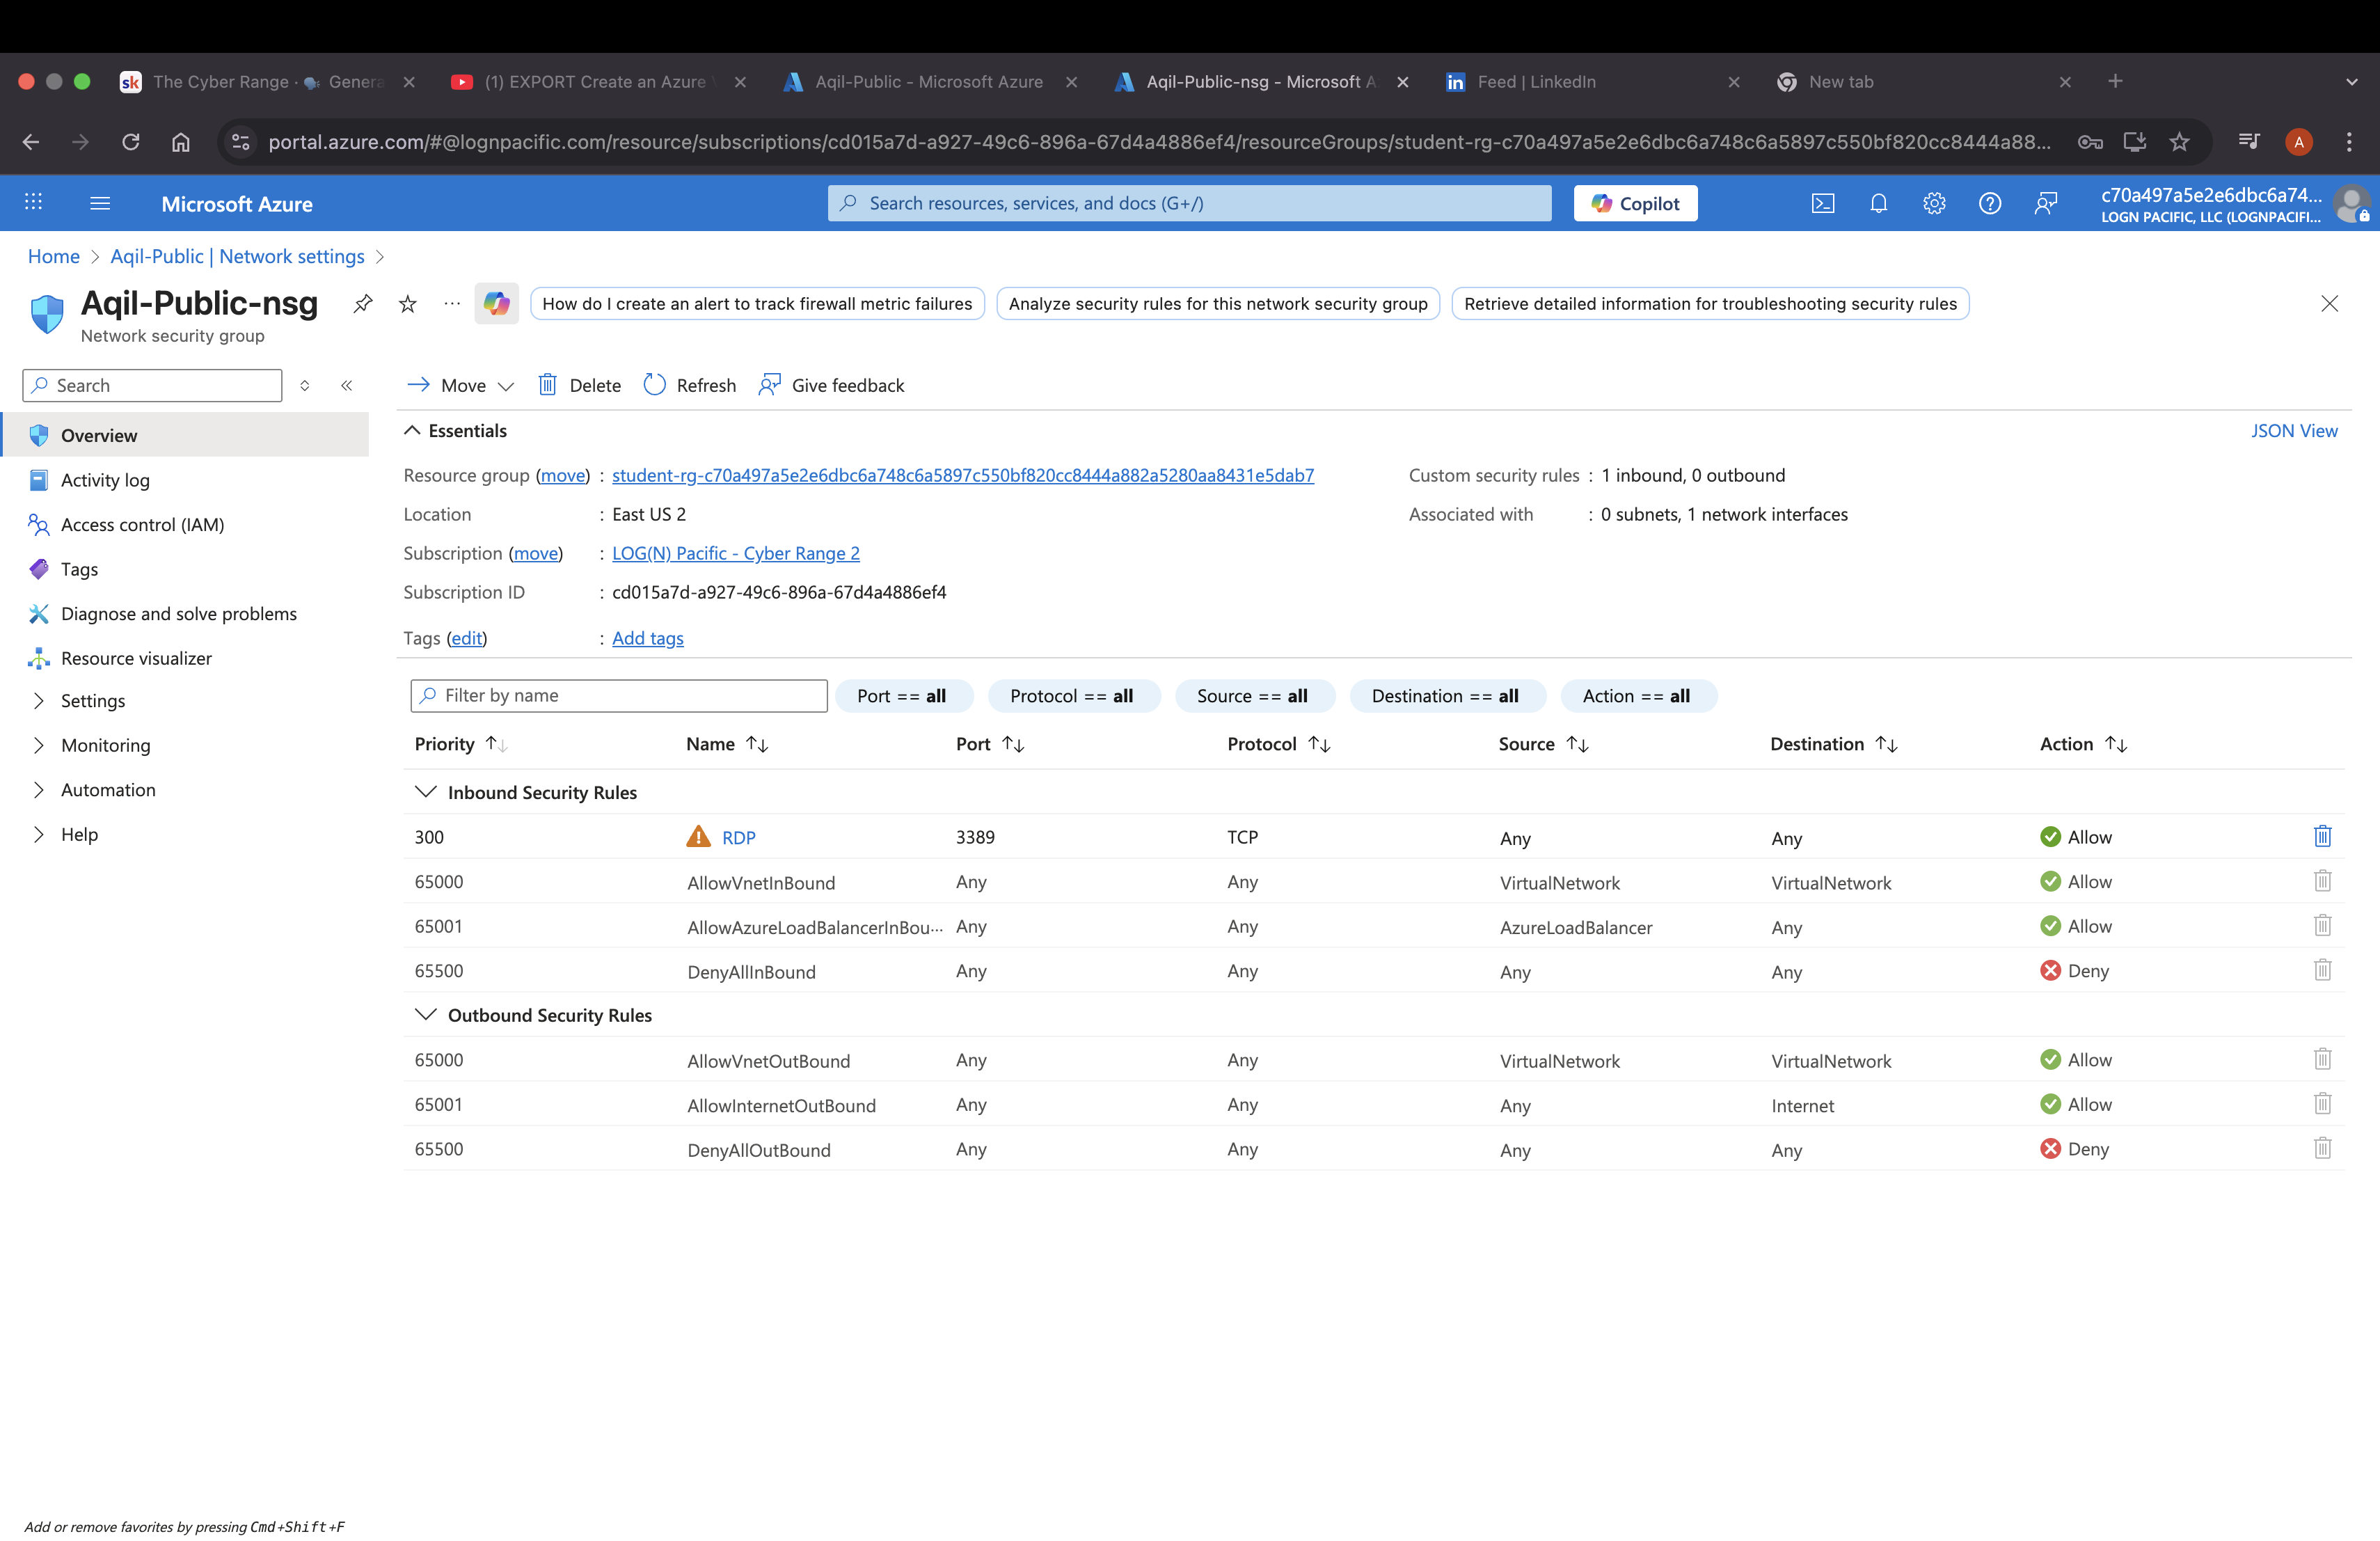 The Cyber Range · Genera
(1) EXPORT Create an Azure
Aqil-Public - Microsoft Azure
Aqil-Public-nsg - Microsoft A
Feed | LinkedIn
New tab
portal.azure.com/#@lognpacific.com/resource/subscriptions/cd015a7d-a927-49c6-896a-67d4a4886ef4/resourceGroups/student-rg-c70a497a5e2e6dbc6a748c6a5897c550bf820cc8444a88...
A
Microsoft Azure
Search resources, services, and docs (G+/)
Copilot
c70a497a5e2e6dbc6a74...
LOGN PACIFIC, LLC (LOGNPACIFI...
Home > Aqil-Public | Network settings >
Aqil-Public-nsg
Network security group
How do I create an alert to track firewall metric failures
Analyze security rules for this network security group
Retrieve detailed information for troubleshooting security rules
Search
Overview
Activity log
Access control (IAM)
Tags
Diagnose and solve problems
Resource visualizer
Settings
Monitoring
Automation
Help
Move
Delete
Refresh
Give feedback
Essentials
JSON View
Resource group (move) : student-rg-c70a497a5e2e6dbc6a748c6a5897c550bf820cc8444a882a5280aa8431e5dab7
Location : East US 2
Subscription (move) : LOG(N) Pacific - Cyber Range 2
Subscription ID : cd015a7d-a927-49c6-896a-67d4a4886ef4
Tags (edit) : Add tags
Custom security rules : 1 inbound, 0 outbound
Associated with : 0 subnets, 1 network interfaces
Filter by name
Port == all
Protocol == all
Source == all
Destination == all
Action == all
Priority Name Port Protocol Source Destination Action
Inbound Security Rules
300 RDP 3389 TCP Any Any Allow
65000 AllowVnetInBound Any Any VirtualNetwork VirtualNetwork Allow
65001 AllowAzureLoadBalancerInBou... Any Any AzureLoadBalancer Any Allow
65500 DenyAllInBound Any Any Any Any Deny
Outbound Security Rules
65000 AllowVnetOutBound Any Any VirtualNetwork VirtualNetwork Allow
65001 AllowInternetOutBound Any Any Any Internet Allow
65500 DenyAllOutBound Any Any Any Any Deny
Add or remove favorites by pressing Cmd+Shift+F